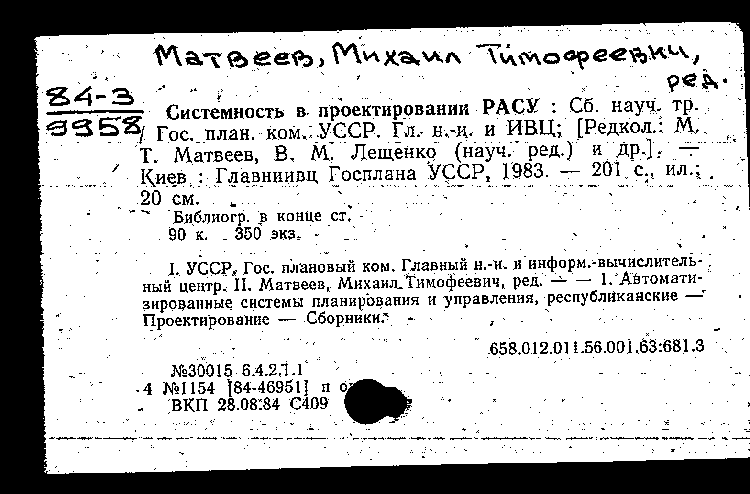 Матвеев, Михаил Тимофеевич,
ред.
84-3
9958
Системность в проектировании РАСУ : Сб. науч. тр.
/ Гос. план. ком. УССР. Гл. н.-и. и ИВЦ; [Редкол.: М.
Т. Матвеев, В. М. Лещенко (науч. ред.) и др.]. —
Киев : Главниивц Госплана УССР, 1983. — 201 с., ил.;
20 см.
Библиогр. в конце ст.
90 к. 350 экз.
I. УССР. Гос. плановый ком. Главный н.-и. и информ.-вычислитель-
ный центр. II. Матвеев, Михаил Тимофеевич, ред. — — 1. Автомати-
зированные системы планирования и управления, республиканские —
Проектирование — Сборники.
658.012.011.56.001.63:681.3
№30015 6.4.2.1.1
4 №1154 [84-46951] п
ВКП 28.08.84 С409